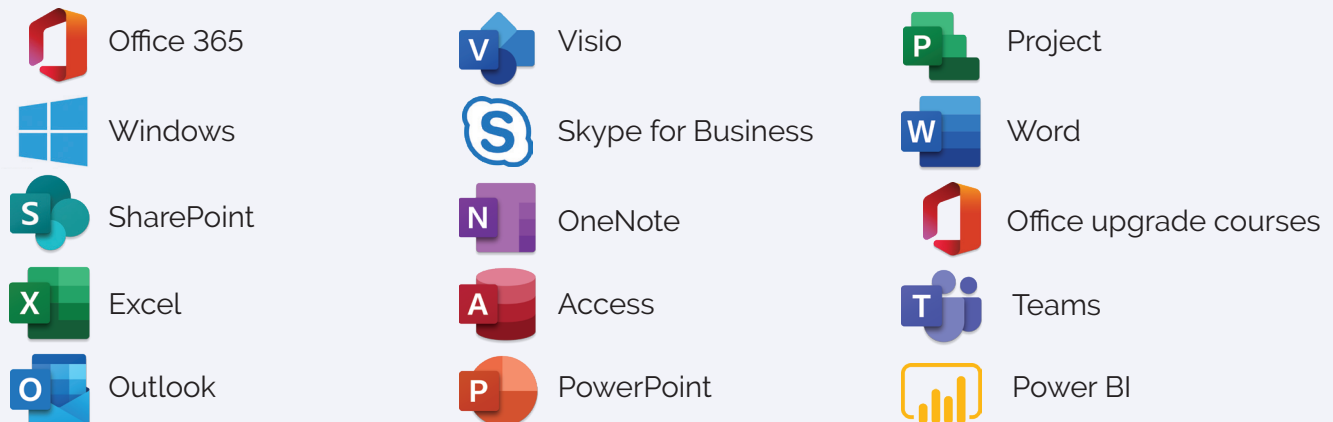 Office 365
V Visio
P Project
Windows
S Skype for Business
W Word
S SharePoint
N OneNote
Office upgrade courses
X Excel
A Access
T Teams
O Outlook
P PowerPoint
Power BI